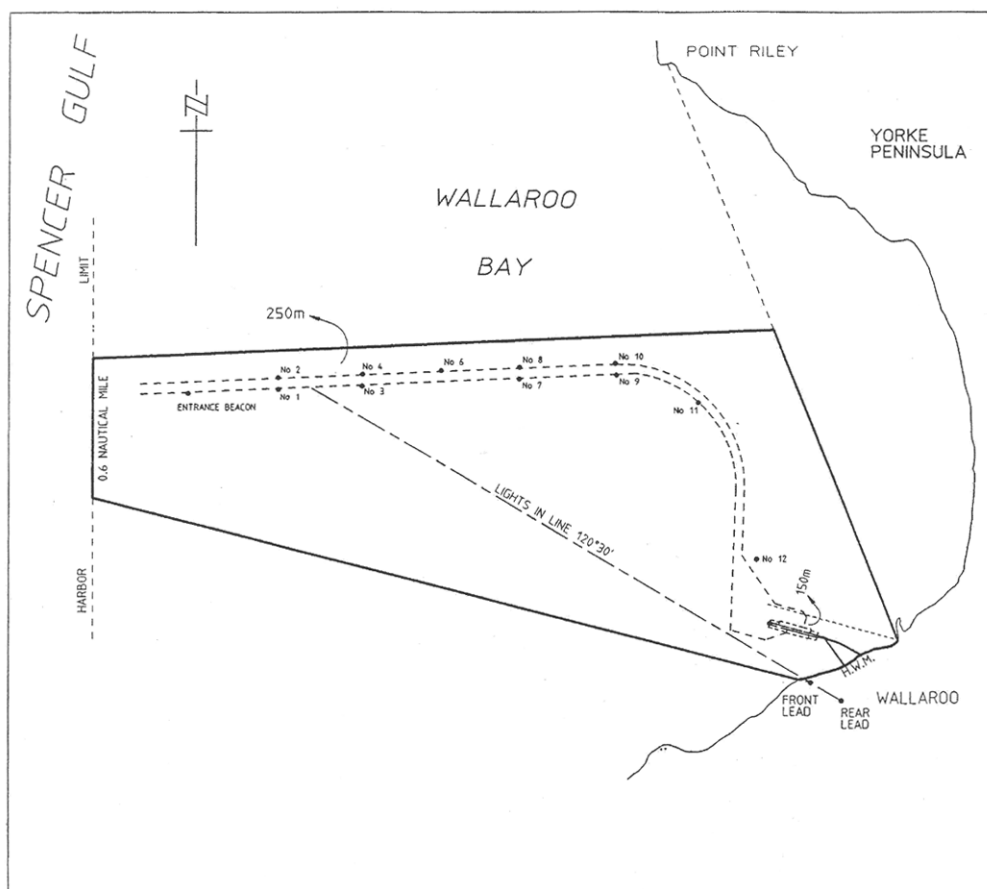 SPENCER GULF
N
POINT RILEY
YORKE
PENINSULA
WALLAROO
BAY
LIMIT
250m
No 2
No 4
No 6
No 8
No 10
No 1
No 3
No 7
No 9
No 11
ENTRANCE BEACON
0.6 NAUTICAL MILE
LIGHTS IN LINE 120°30'
No 12
150m
HARBOR
H.W.M.
FRONT
LEAD
REAR
LEAD
WALLAROO